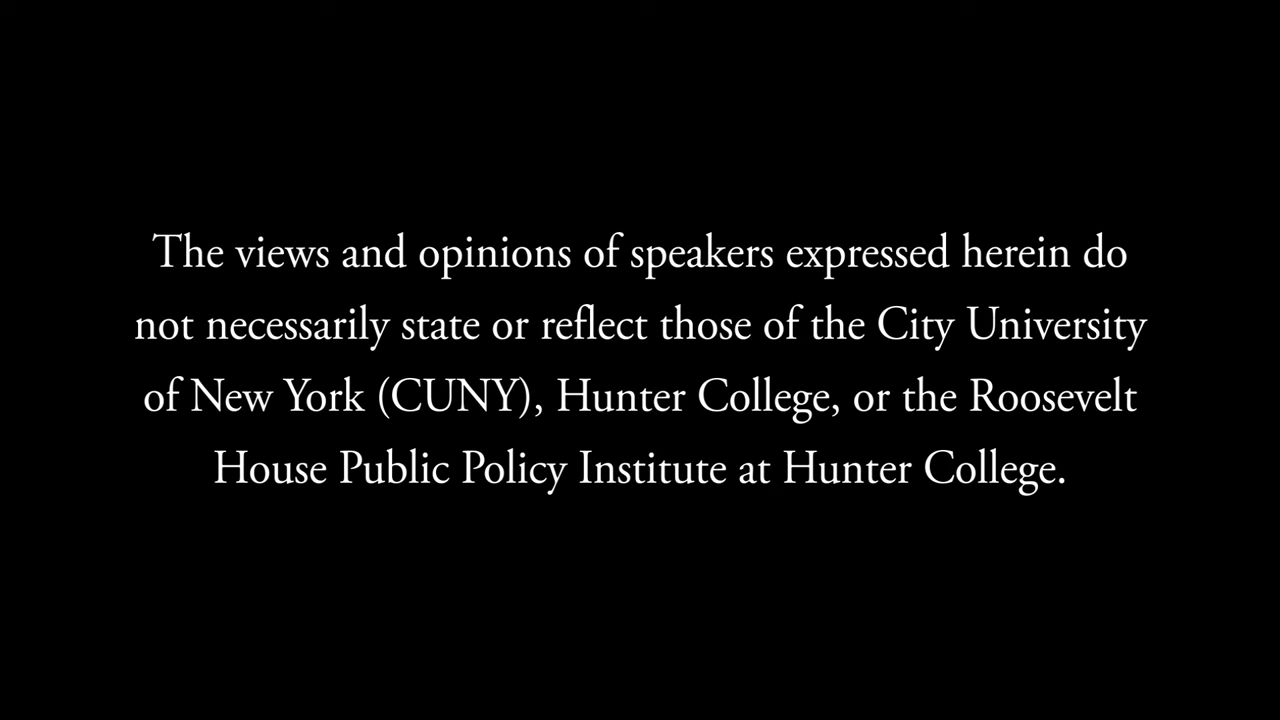 The views and opinions of speakers expressed herein do
not necessarily state or reflect those of the City University
of New York (CUNY), Hunter College, or the Roosevelt
House Public Policy Institute at Hunter College.